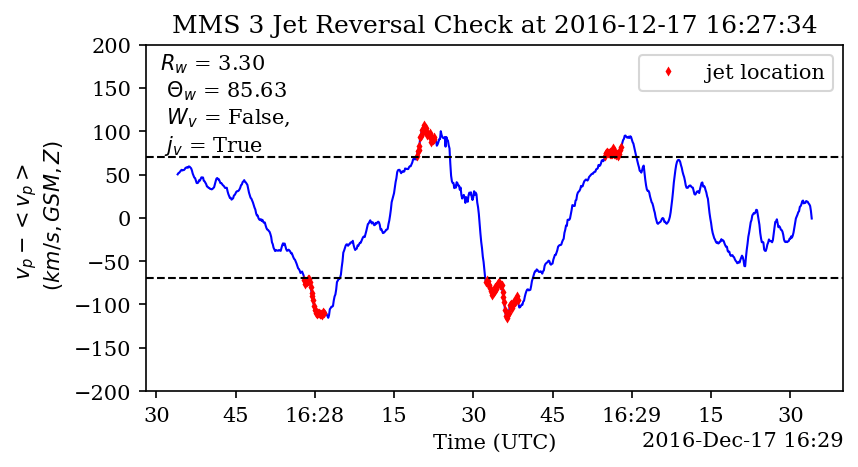 MMS 3 Jet Reversal Check at 2016-12-17 16:27:34
R_w = 3.30
Θ_w = 85.63
W_v = False,
j_v = True
jet location
200
150
100
50
0
−50
−100
−150
−200
v_p − < v_p >
(km/s, GSM, Z)
30 45 16:28 15 30 45 16:29 15 30
Time (UTC)
2016-Dec-17 16:29